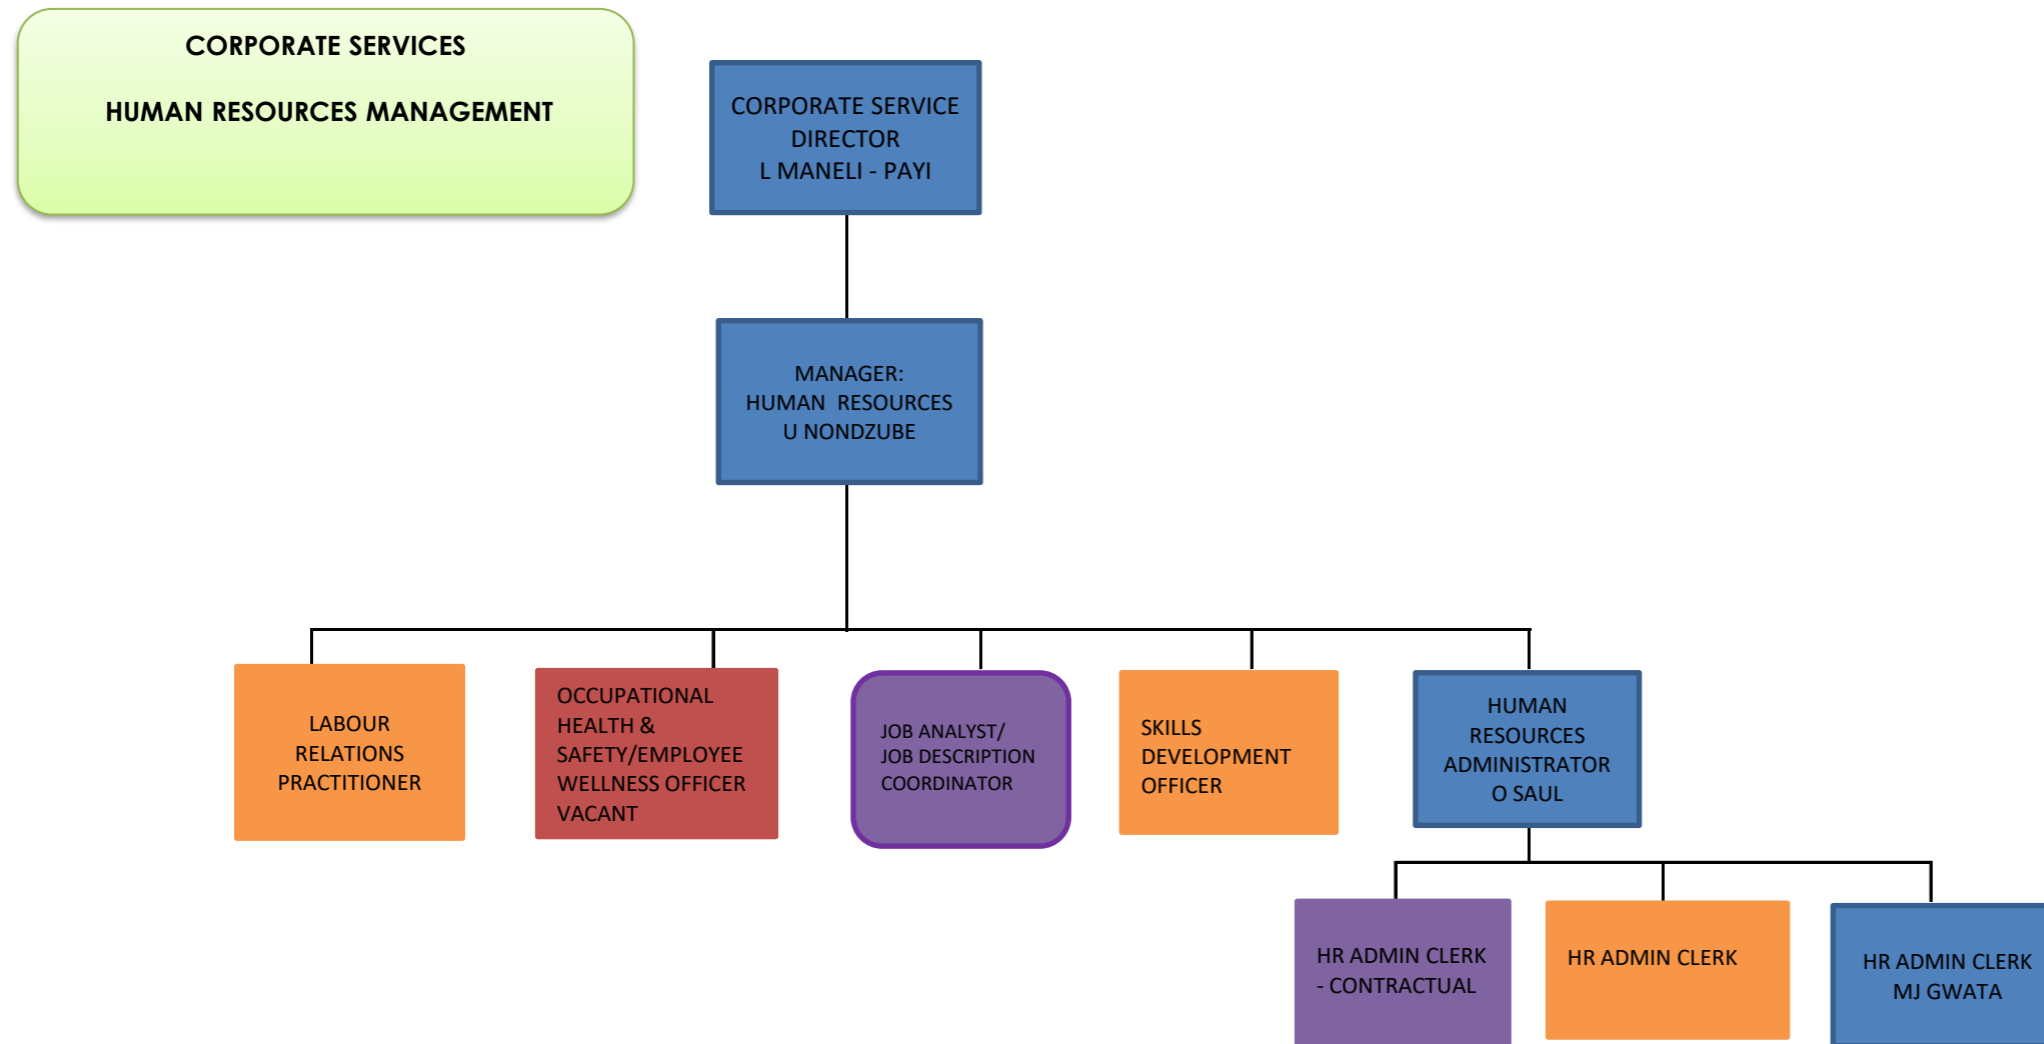 CORPORATE SERVICES
HUMAN RESOURCES MANAGEMENT
CORPORATE SERVICE
DIRECTOR
L MANELI - PAYI
MANAGER:
HUMAN  RESOURCES
U NONDZUBE
LABOUR
RELATIONS
PRACTITIONER
OCCUPATIONAL
HEALTH &
SAFETY/EMPLOYEE
WELLNESS OFFICER
VACANT
JOB ANALYST/
JOB DESCRIPTION
COORDINATOR
SKILLS
DEVELOPMENT
OFFICER
HUMAN
RESOURCES
ADMINISTRATOR
O SAUL
HR ADMIN CLERK
- CONTRACTUAL
HR ADMIN CLERK
HR ADMIN CLERK
MJ GWATA